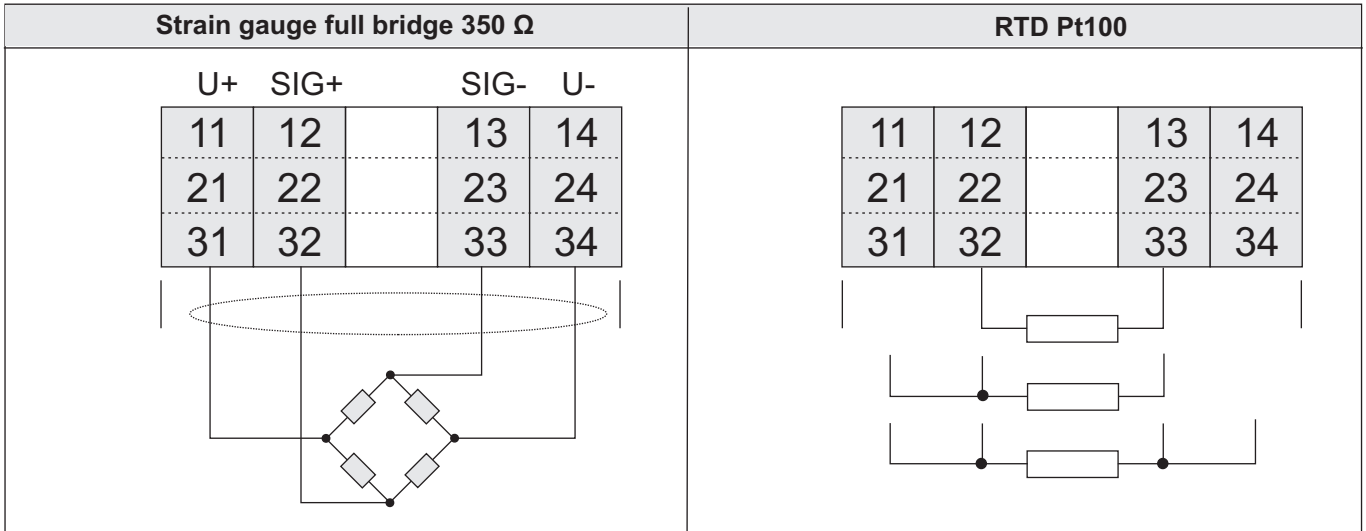 Strain gauge full bridge 350 Ω
RTD Pt100
U+ SIG+ SIG- U-
11 12 13 14
21 22 23 24
31 32 33 34
11 12 13 14
21 22 23 24
31 32 33 34